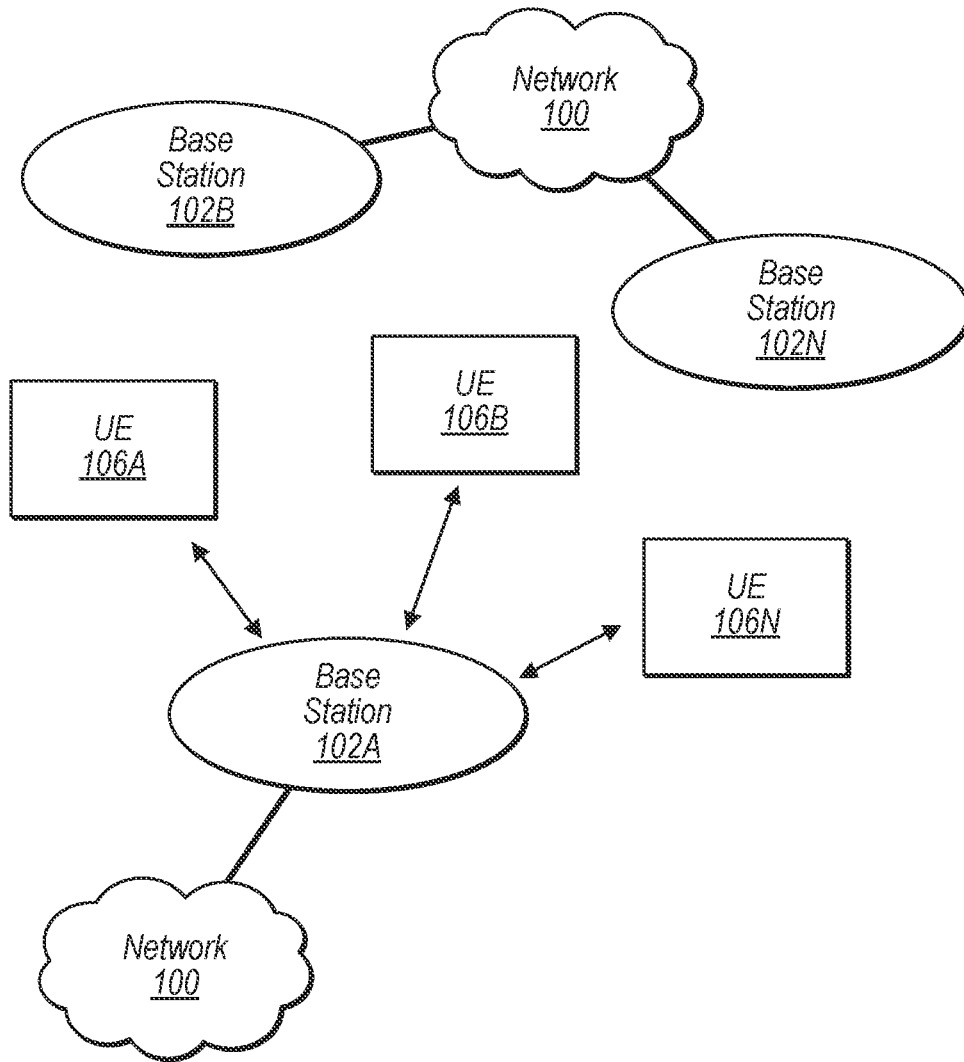 Network
100
Base
Station
102B
Base
Station
102N
UE
106B
UE
106A
UE
106N
Base
Station
102A
Network
100